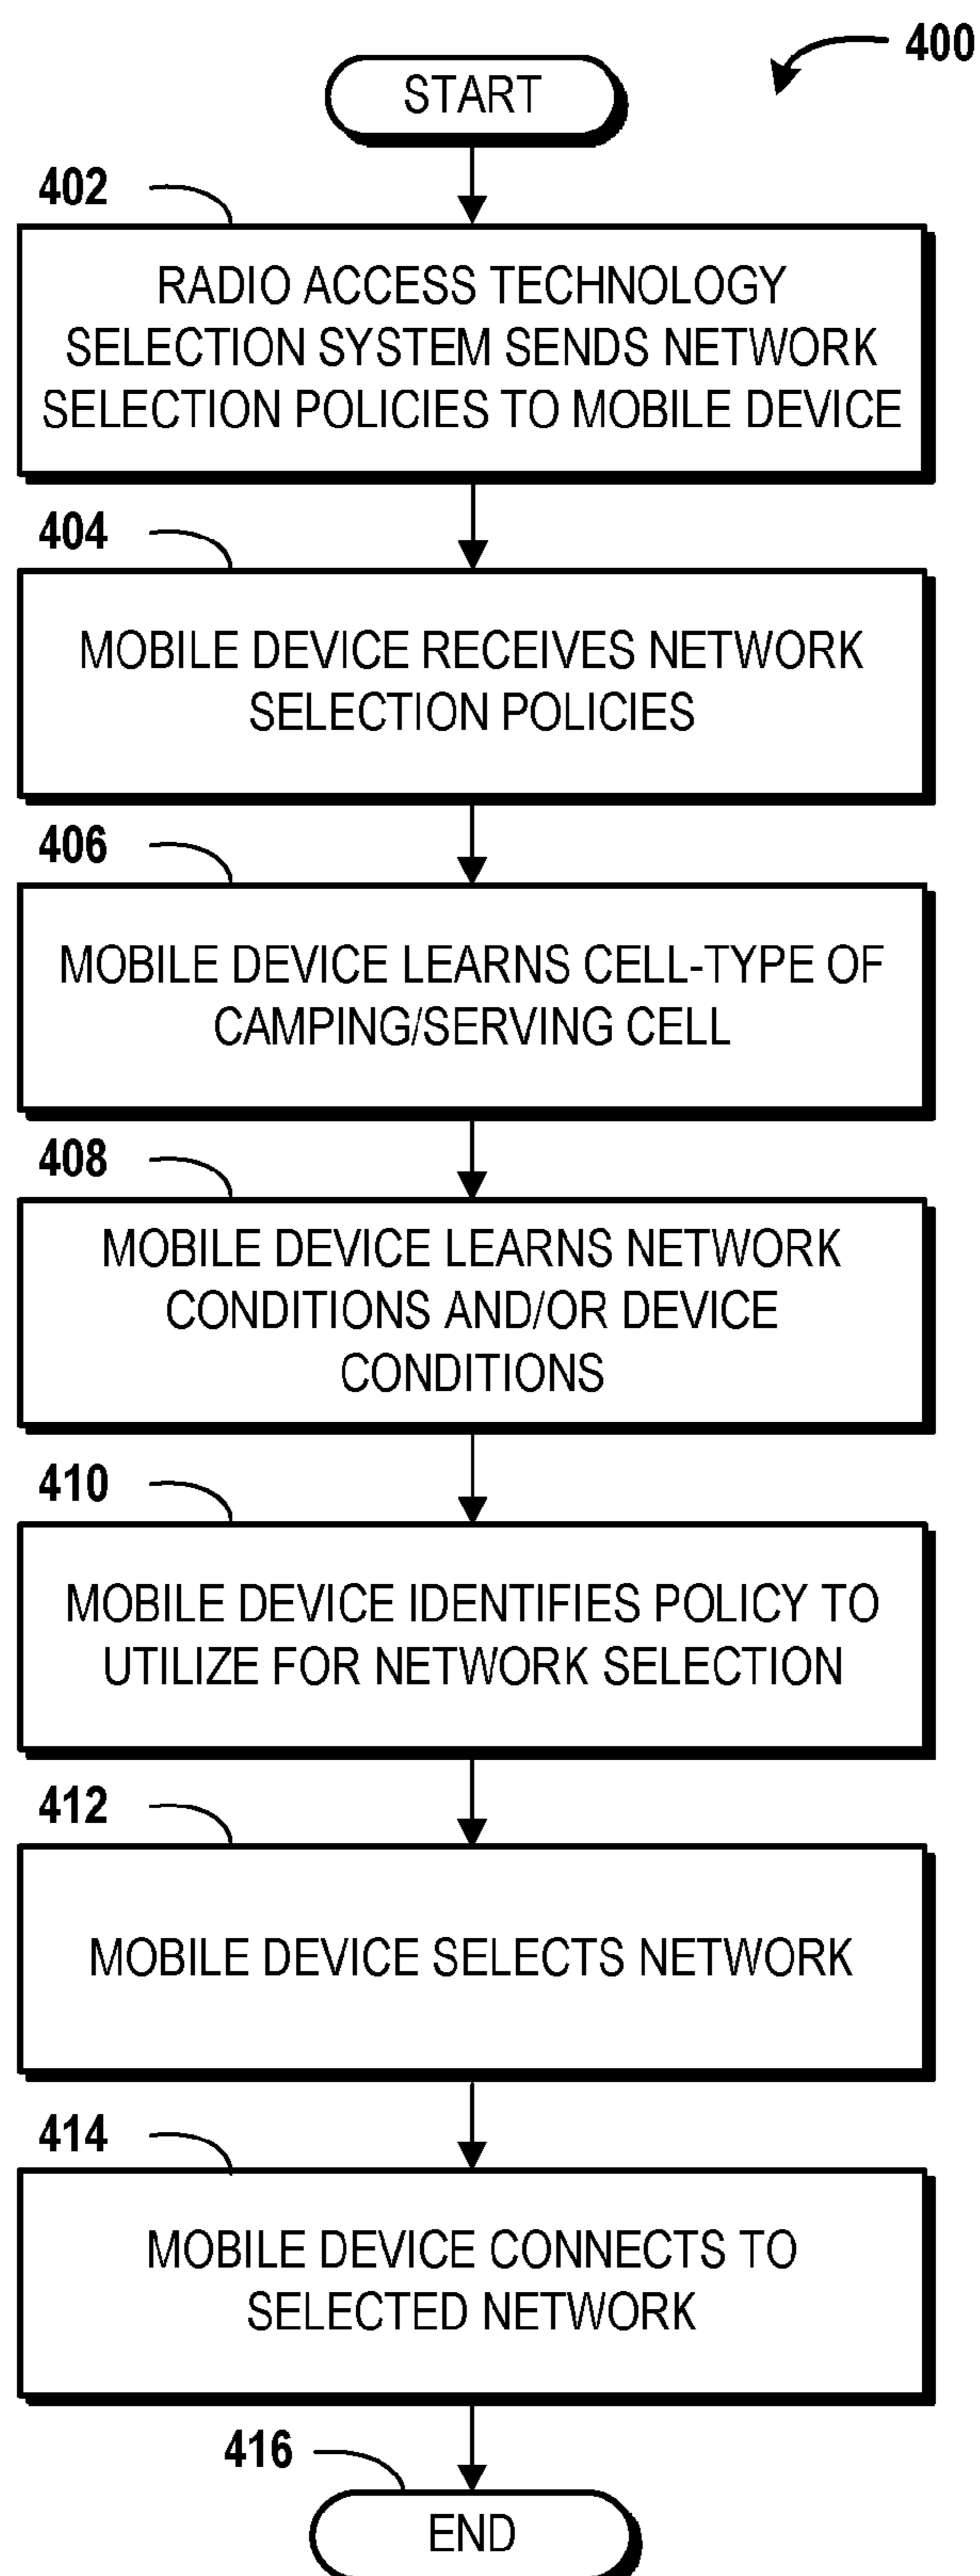 400
START
402
RADIO ACCESS TECHNOLOGY
SELECTION SYSTEM SENDS NETWORK
SELECTION POLICIES TO MOBILE DEVICE
404
MOBILE DEVICE RECEIVES NETWORK
SELECTION POLICIES
406
MOBILE DEVICE LEARNS CELL-TYPE OF
CAMPING/SERVING CELL
408
MOBILE DEVICE LEARNS NETWORK
CONDITIONS AND/OR DEVICE
CONDITIONS
410
MOBILE DEVICE IDENTIFIES POLICY TO
UTILIZE FOR NETWORK SELECTION
412
MOBILE DEVICE SELECTS NETWORK
414
MOBILE DEVICE CONNECTS TO
SELECTED NETWORK
416
END